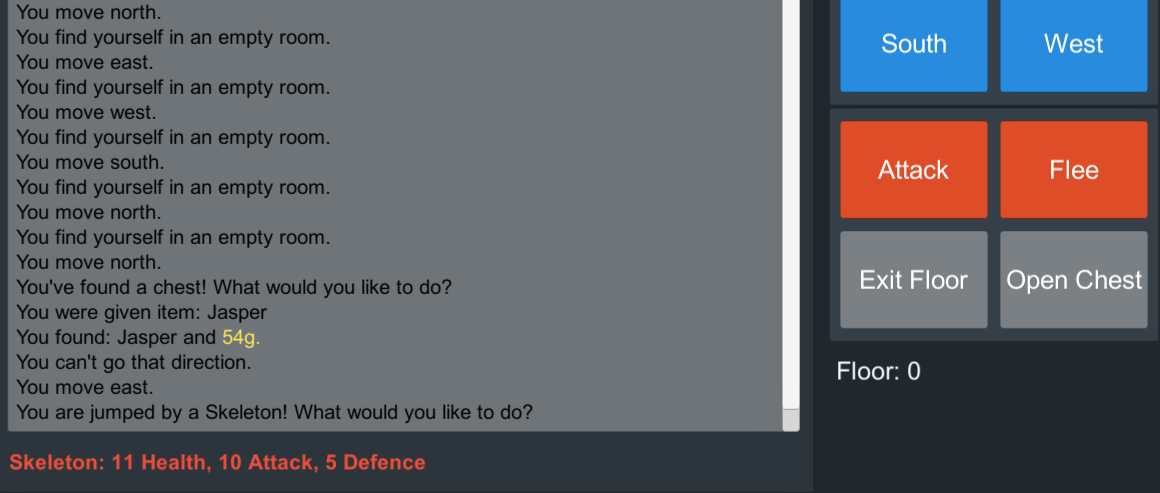 You move north.
You find yourself in an empty room.
You move east.
You find yourself in an empty room.
You move west.
You find yourself in an empty room.
You move south.
You find yourself in an empty room.
You move north.
You find yourself in an empty room.
You move north.
You've found a chest! What would you like to do?
You were given item: Jasper
You found: Jasper and 54g.
You can't go that direction.
You move east.
You are jumped by a Skeleton! What would you like to do?
Skeleton: 11 Health, 10 Attack, 5 Defence
South
West
Attack
Flee
Exit Floor
Open Chest
Floor: 0